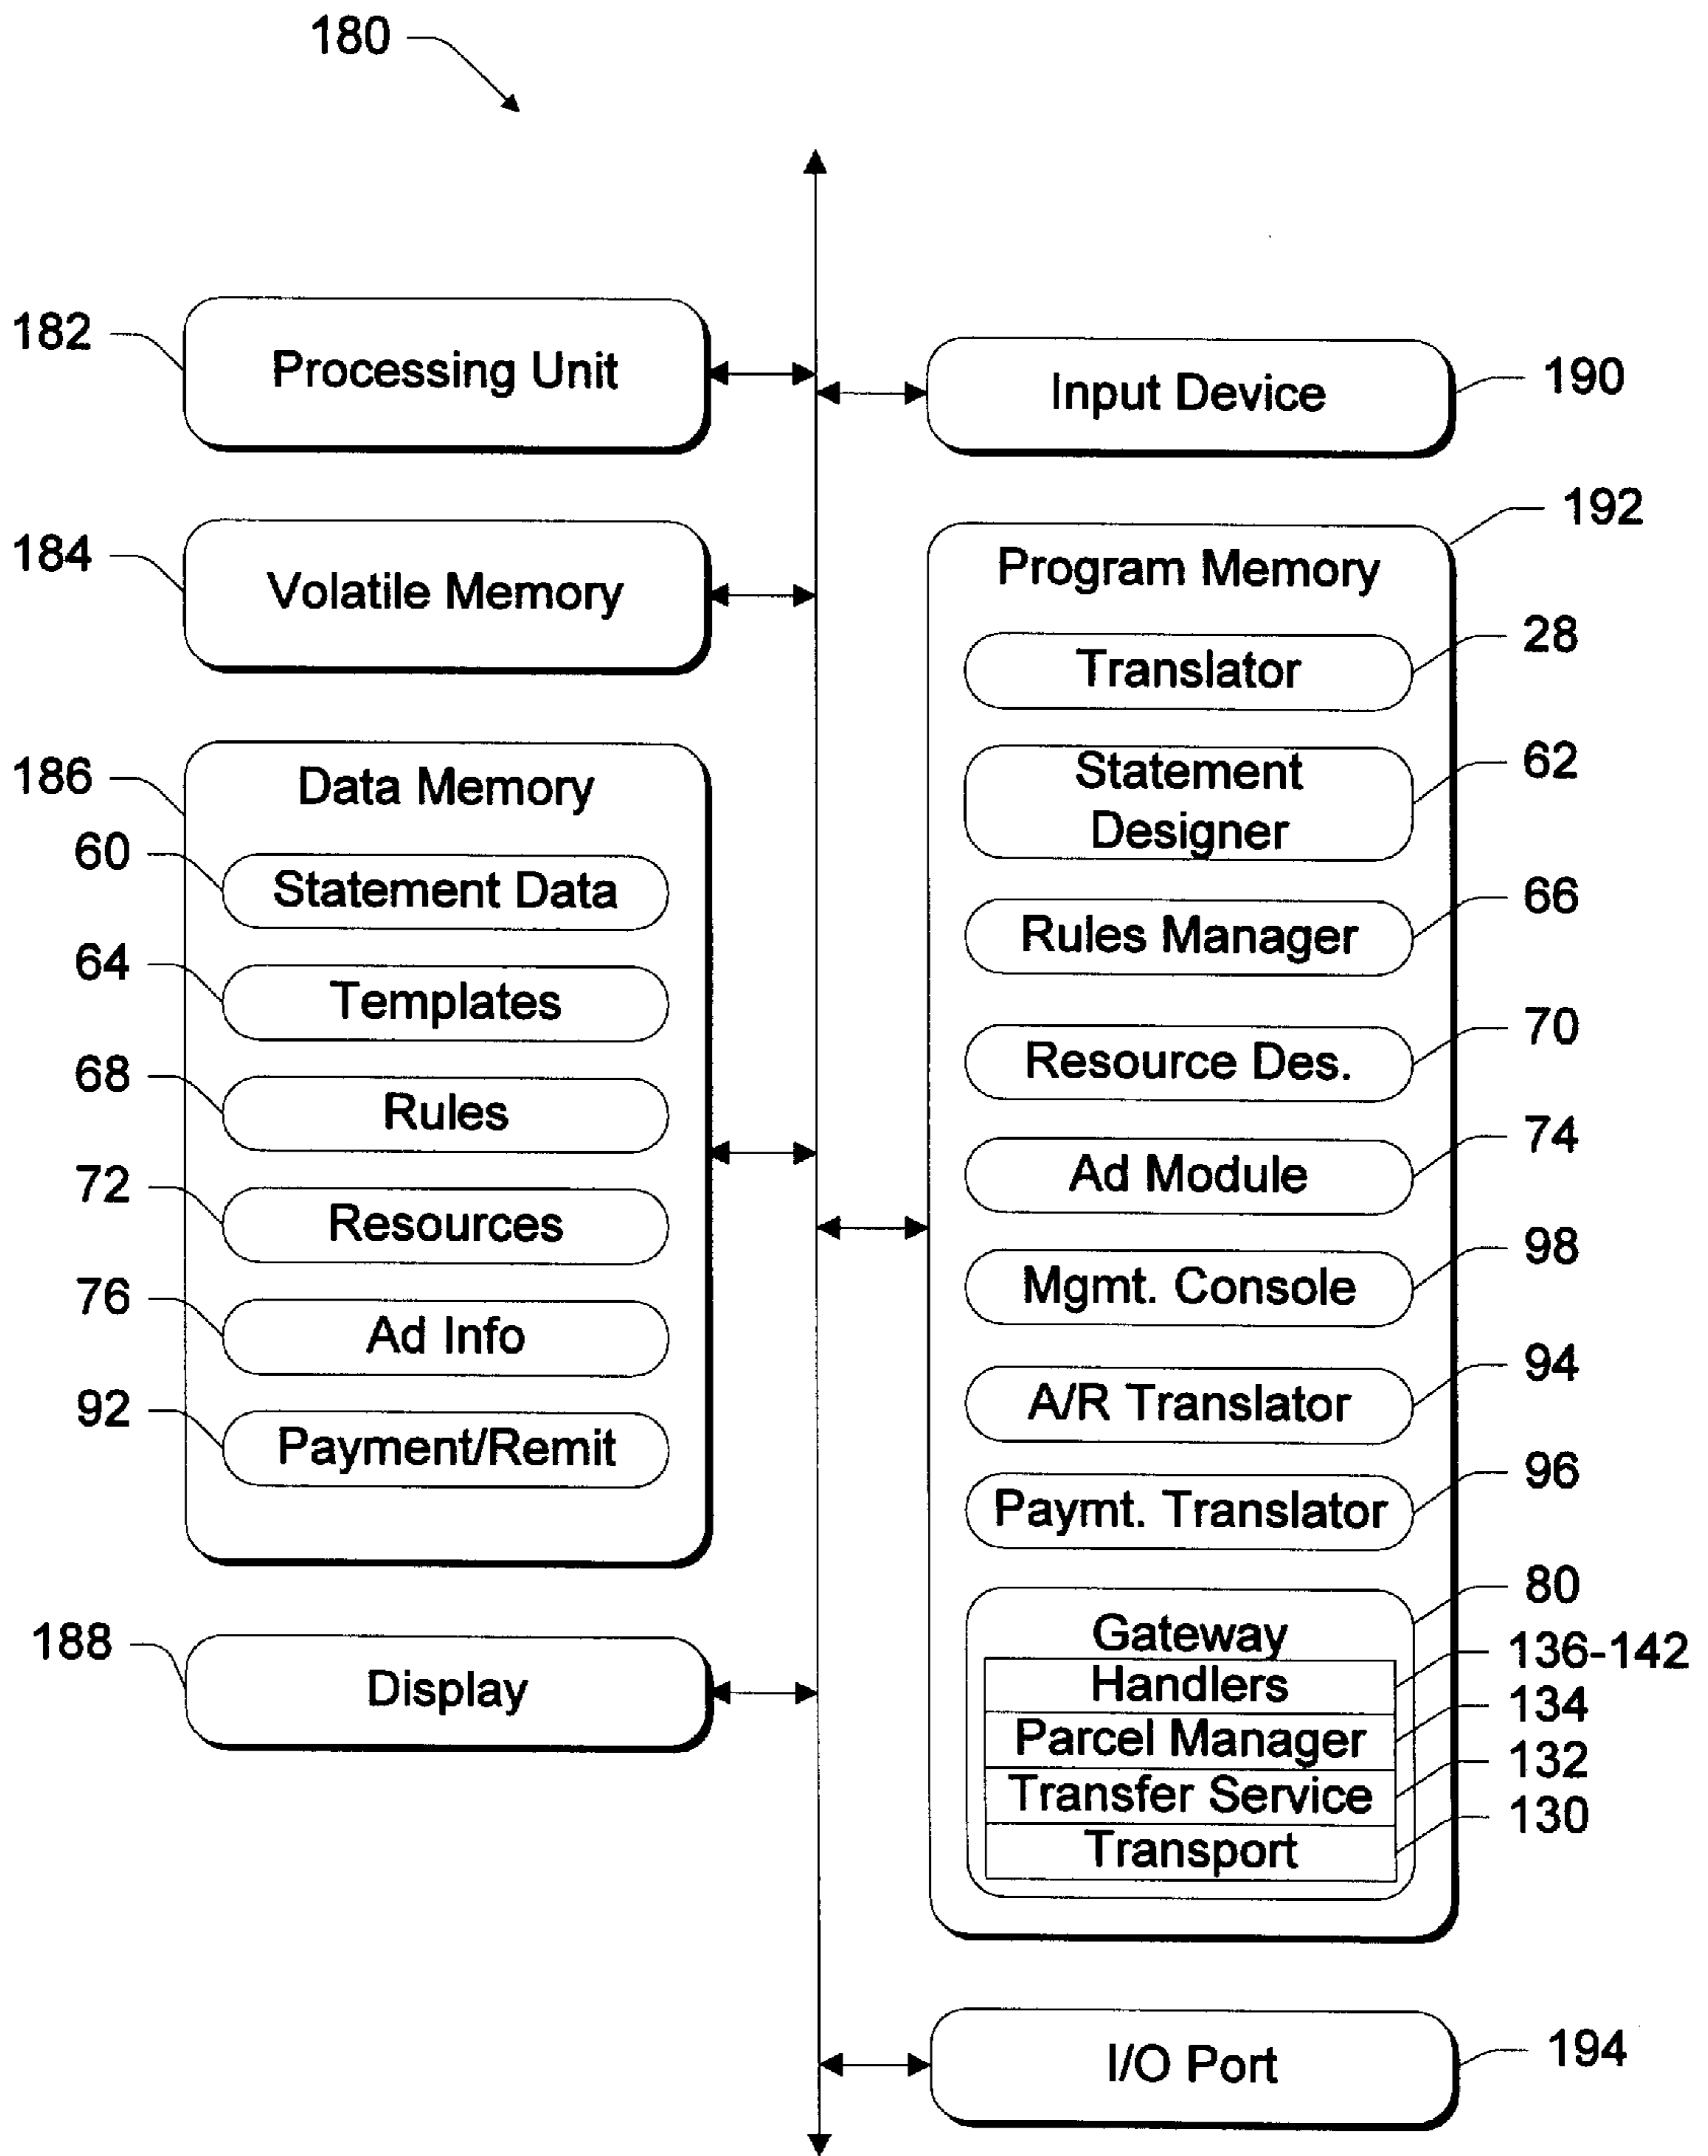 180
182
Processing Unit
Input Device
190
184
Volatile Memory
192
Program Memory
Translator
28
Statement
Designer
62
Rules Manager
66
Resource Des.
70
Ad Module
74
Mgmt. Console
98
A/R Translator
94
Paymt. Translator
96
80
Gateway
Handlers
136-142
Parcel Manager
134
Transfer Service
132
Transport
130
186
Data Memory
60
Statement Data
64
Templates
68
Rules
72
Resources
76
Ad Info
92
Payment/Remit
188
Display
I/O Port
194